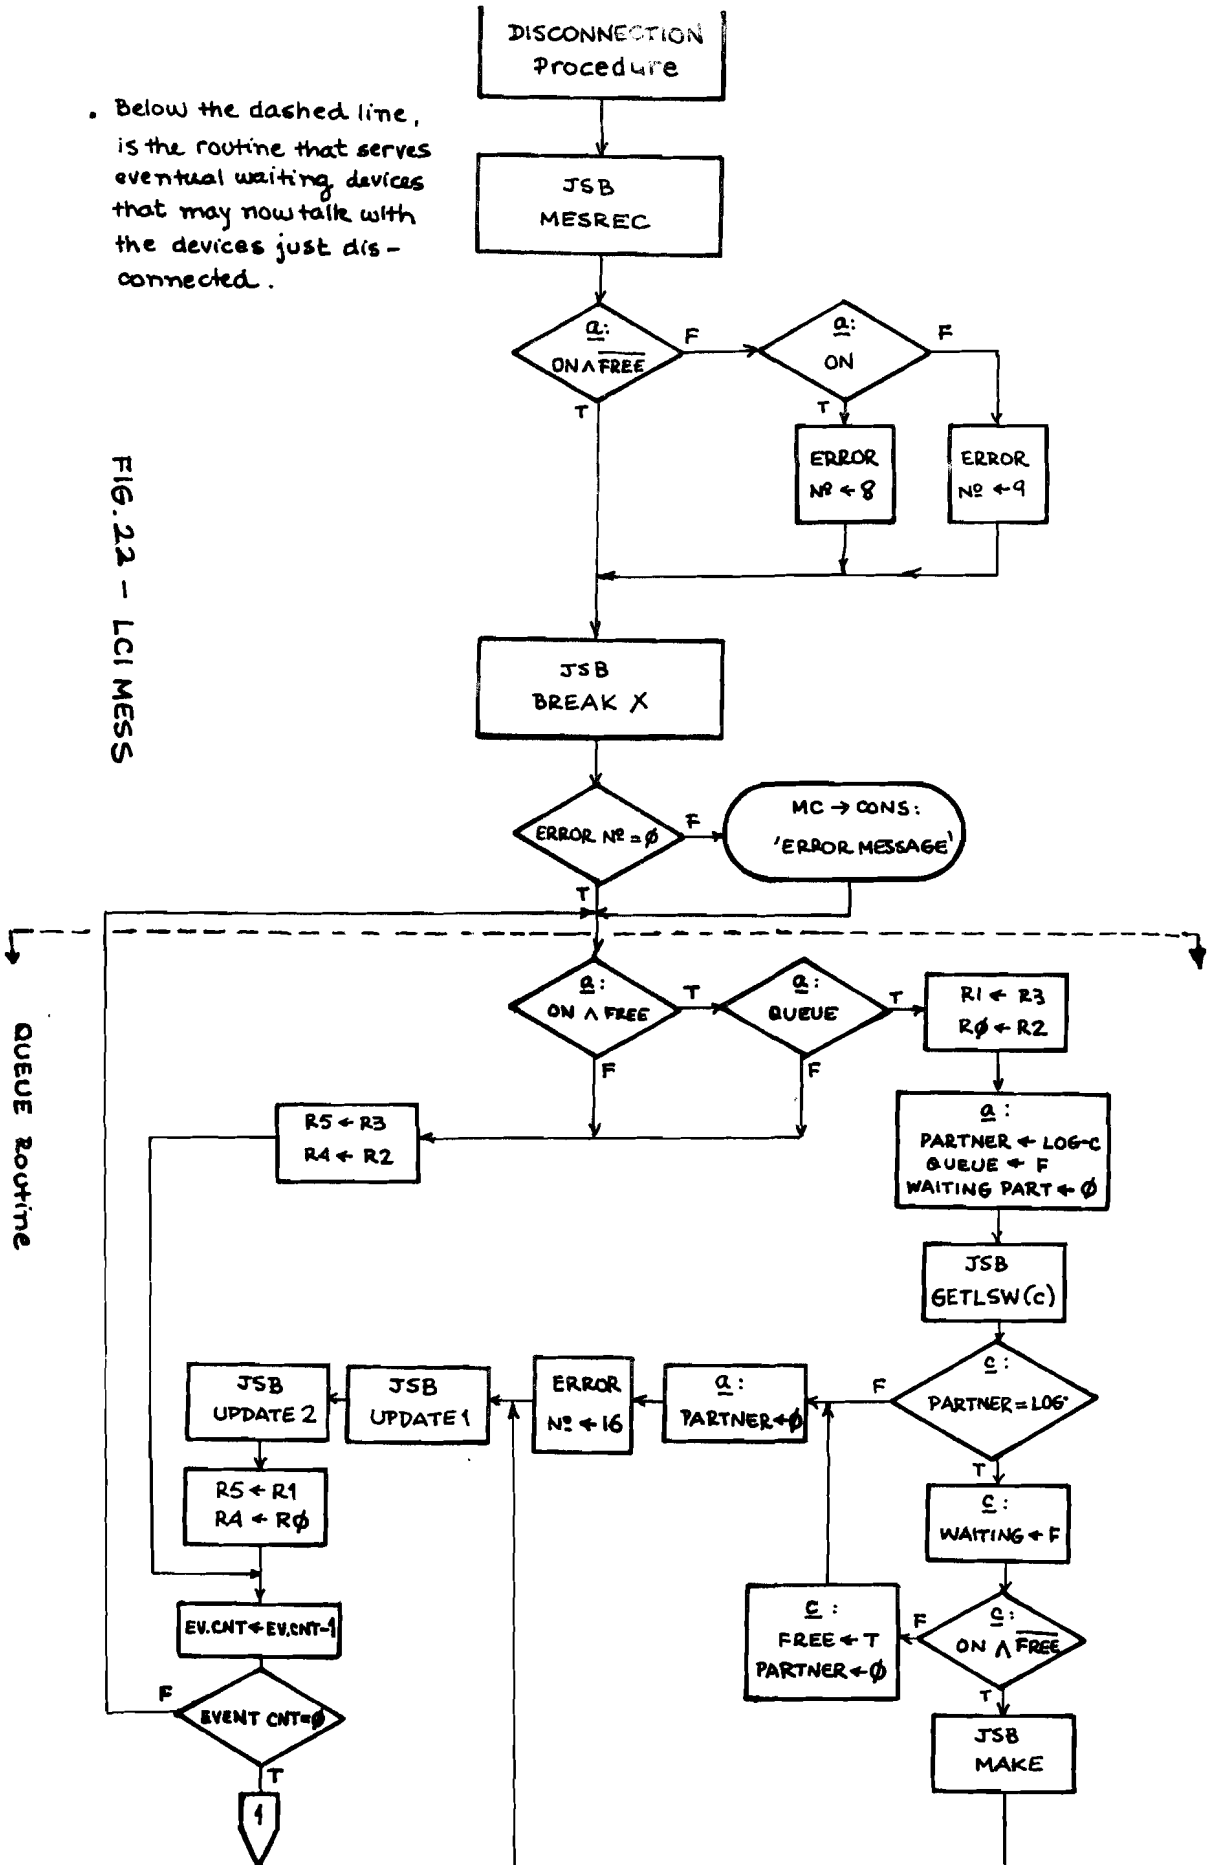 DISCONNECTION
Procedure
. Below the dashed line,
is the routine that serves
eventual waiting devices
that may now talk with
the devices just dis-
connected.
JSB
MESREC
a:
ON ∧ F̅R̅E̅E̅
F
T
a:
ON
F
T
ERROR
Nº ← 8
ERROR
Nº ← 9
FIG.22 - LCI MESS
JSB
BREAK X
ERROR Nº = ϕ
F
T
MC → CONS:
'ERROR MESSAGE'
QUEUE Routine
a:
ON ∧ FREE
T
F
a:
QUEUE
T
F
R1 ← R3
Rϕ ← R2
R5 ← R3
R4 ← R2
a:
PARTNER ← LOG-C
QUEUE ← F
WAITING PART ← ϕ
JSB
GETLSW(C)
c:
PARTNER = LOG
F
T
a:
PARTNER ← ϕ
ERROR
Nº ← 16
JSB
UPDATE 1
JSB
UPDATE 2
R5 ← R1
R4 ← Rϕ
c:
WAITING ← F
c:
ON ∧ F̅R̅E̅E̅
F
T
c:
FREE ← T
PARTNER ← ϕ
EV.CNT ← EV.CNT-1
EVENT CNT=ϕ
F
T
1
JSB
MAKE